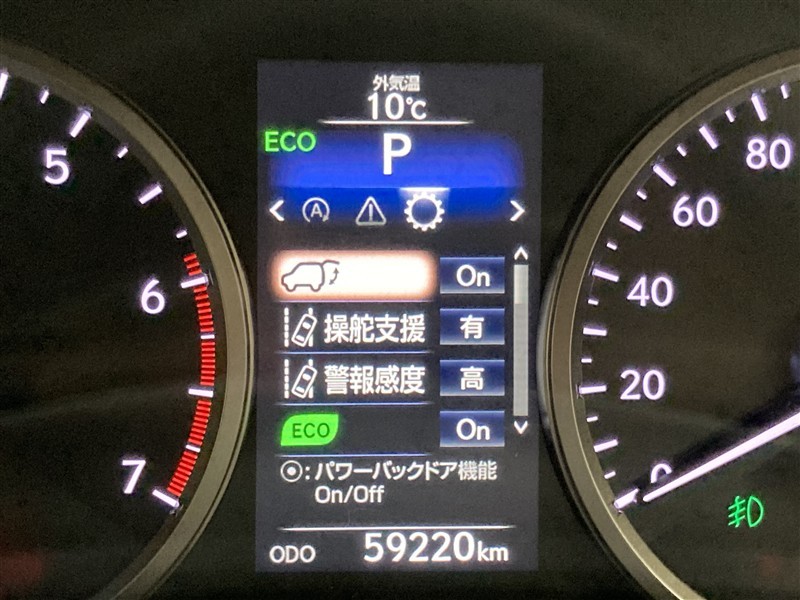 外気温
10℃
ECO
P
A
On
操舵支援 有
警報感度 高
ECO On
⦿: パワーバックドア機能
On/Off
ODO 59220km
5
6
7
80
60
40
20
0